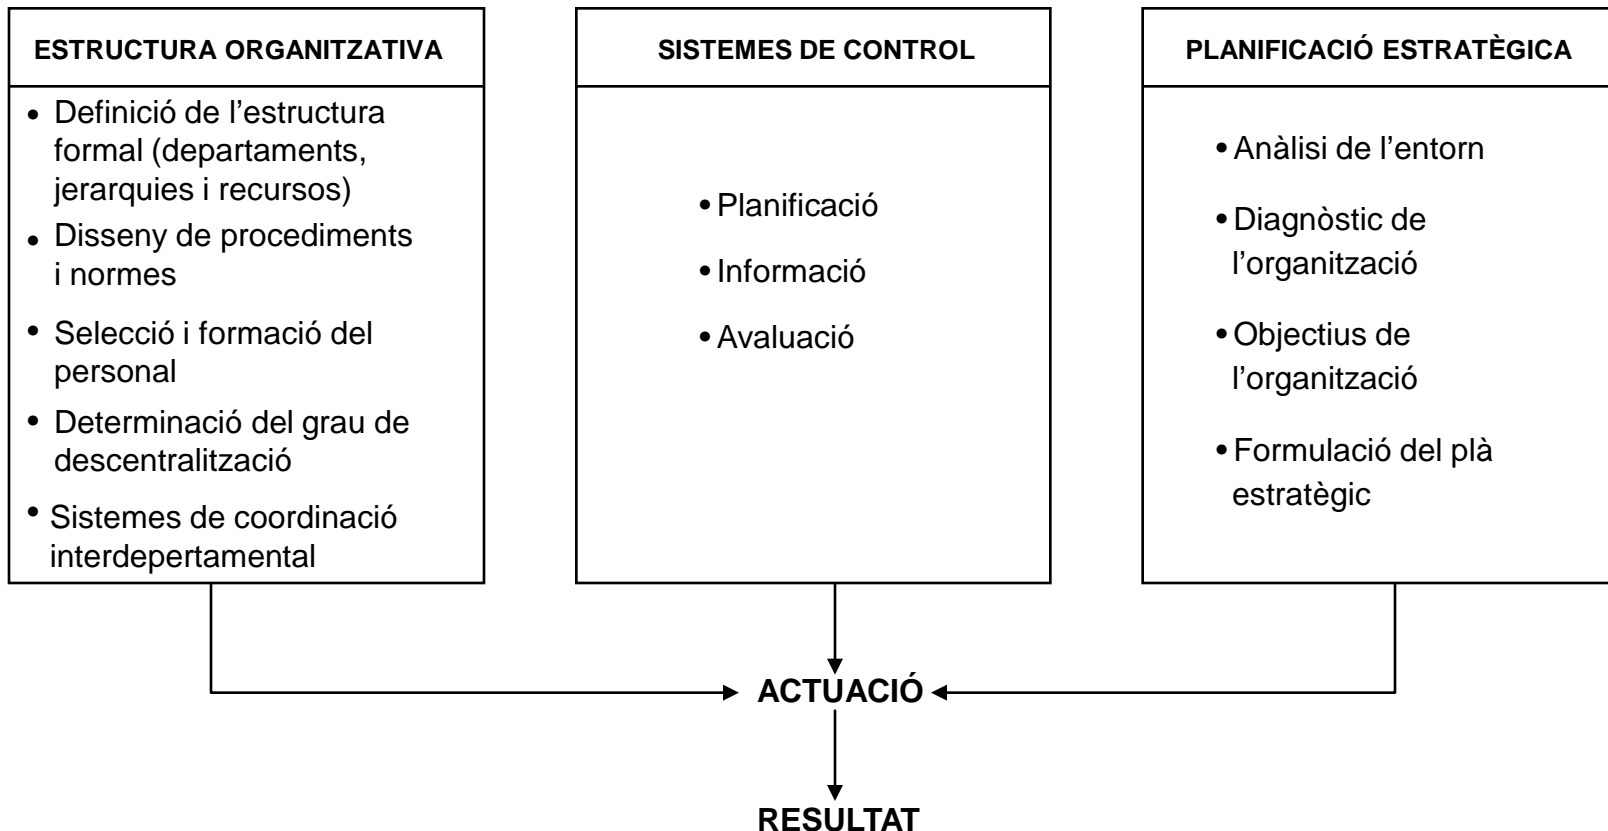 ESTRUCTURA ORGANITZATIVA
• Definició de l’estructura
formal (departaments,
jerarquies i recursos)
• Disseny de procediments
i normes
• Selecció i formació del
personal
• Determinació del grau de
descentralització
• Sistemes de coordinació
interdepertamental
SISTEMES DE CONTROL
• Planificació
• Informació
• Avaluació
PLANIFICACIÓ ESTRATÈGICA
• Anàlisi de l’entorn
• Diagnòstic de
l’organització
• Objectius de
l’organització
• Formulació del plà
estratègic
ACTUACIÓ
RESULTAT